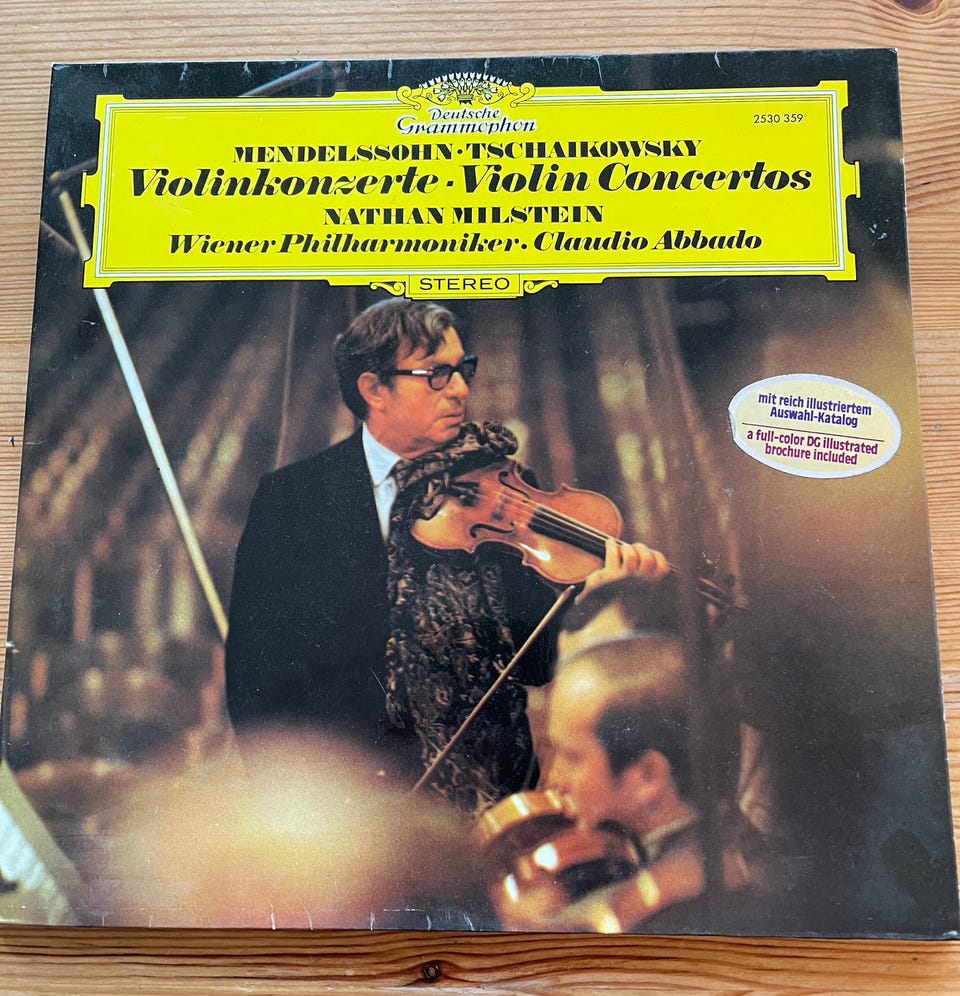 Deutsche
Grammophon
2530 359
MENDELSSOHN · TSCHAIKOWSKY
Violinkonzerte · Violin Concertos
NATHAN MILSTEIN
Wiener Philharmoniker · Claudio Abbado
STEREO
mit reich illustriertem
Auswahl-Katalog
a full-color DG illustrated
brochure included